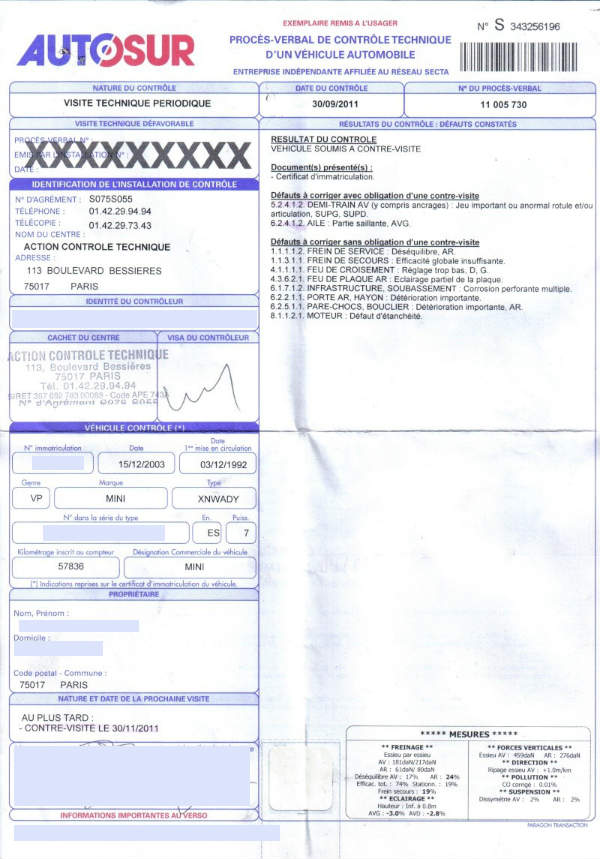 EXEMPLAIRE REMIS A L'USAGER
N° S 343256196
AUTOSUR
PROCÈS-VERBAL DE CONTRÔLE TECHNIQUE
D'UN VÉHICULE AUTOMOBILE
ENTREPRISE INDÉPENDANTE AFFILIÉE AU RÉSEAU SECTA
NATURE DU CONTRÔLE
DATE DU CONTRÔLE
N° DU PROCÈS-VERBAL
VISITE TECHNIQUE PERIODIQUE
30/09/2011
11 005 730
VISITE TECHNIQUE DÉFAVORABLE
PROCÈS-VERBAL N° :
EMIS PAR L'INSTALLATION N° :
DATE :
XXXXXXXXXX
IDENTIFICATION DE L'INSTALLATION DE CONTRÔLE
N° D'AGRÉMENT : S075S055
TÉLÉPHONE : 01.42.29.94.94
TÉLÉCOPIE : 01.42.29.73.43
NOM DU CENTRE :
ACTION CONTROLE TECHNIQUE
ADRESSE :
113 BOULEVARD BESSIERES
75017 PARIS
IDENTITÉ DU CONTRÔLEUR
CACHET DU CENTRE
VISA DU CONTRÔLEUR
ACTION CONTROLE TECHNIQUE
113, Boulevard Bessières
75017 PARIS
Tél. 01.42.29.94.94
N° d'Agrément S075 S055
VÉHICULE CONTRÔLÉ (*)
N° immatriculation
Date
Date
1ère mise en circulation
15/12/2003
03/12/1992
Genre
Marque
Type
VP
MINI
XNWADY
N° dans la série du type
En.
Puiss.
ES
7
Kilométrage inscrit au compteur
Désignation Commerciale du véhicule
57836
MINI
(*) Indications reprises sur le certificat d'immatriculation du véhicule.
PROPRIÉTAIRE
Nom, Prénom :
Domicile :
Code postal - Commune :
75017 PARIS
NATURE ET DATE DE LA PROCHAINE VISITE
AU PLUS TARD :
- CONTRE-VISITE LE 30/11/2011
INFORMATIONS IMPORTANTES AU VERSO
RÉSULTATS DU CONTRÔLE : DÉFAUTS CONSTATÉS
RESULTAT DU CONTROLE
VEHICULE SOUMIS A CONTRE-VISITE
Document(s) présenté(s) :
- Certificat d'immatriculation.
Défauts à corriger avec obligation d'une contre-visite
5.2.4.1.2. DEMI-TRAIN AV (y compris ancrages) : Jeu important ou anormal rotule et/ou
articulation, SUPG, SUPD.
6.2.4.1.2. AILE : Partie saillante, AVG.
Défauts à corriger sans obligation d'une contre-visite
1.1.1.1.2. FREIN DE SERVICE : Déséquilibre, AR.
1.1.3.1.1. FREIN DE SECOURS : Efficacité globale insuffisante.
4.1.1.1.1. FEU DE CROISEMENT : Réglage trop bas, D, G.
4.3.6.2.1. FEU DE PLAQUE AR : Eclairage partiel de la plaque.
6.1.7.1.2. INFRASTRUCTURE, SOUBASSEMENT : Corrosion perforante multiple.
6.2.2.1.1. PORTE AR, HAYON : Détérioration importante.
6.2.5.1.1. PARE-CHOCS, BOUCLIER : Détérioration importante, AR.
8.1.1.2.1. MOTEUR : Défaut d'étanchéité.
***** MESURES *****
** FREINAGE **
Essieu par essieu
AV : 181daN/217daN
AR : 61daN/ 80daN
Déséquilibre AV : 17% AR : 24%
Efficac. tot. : 74% Stationn. : 19%
Frein secours : 19%
** ECLAIRAGE **
Hauteur : Inf. à 0.8m
AVG : -3.0% AVD : -2.8%
** FORCES VERTICALES **
Essieu AV : 459daN AR : 276daN
** DIRECTION **
Ripage essieu AV : +1.0m/km
** POLLUTION **
CO corrigé : 0.01%
** SUSPENSION **
Dissymétrie AV : 2% AR : 2%
PARAGON TRANSACTION